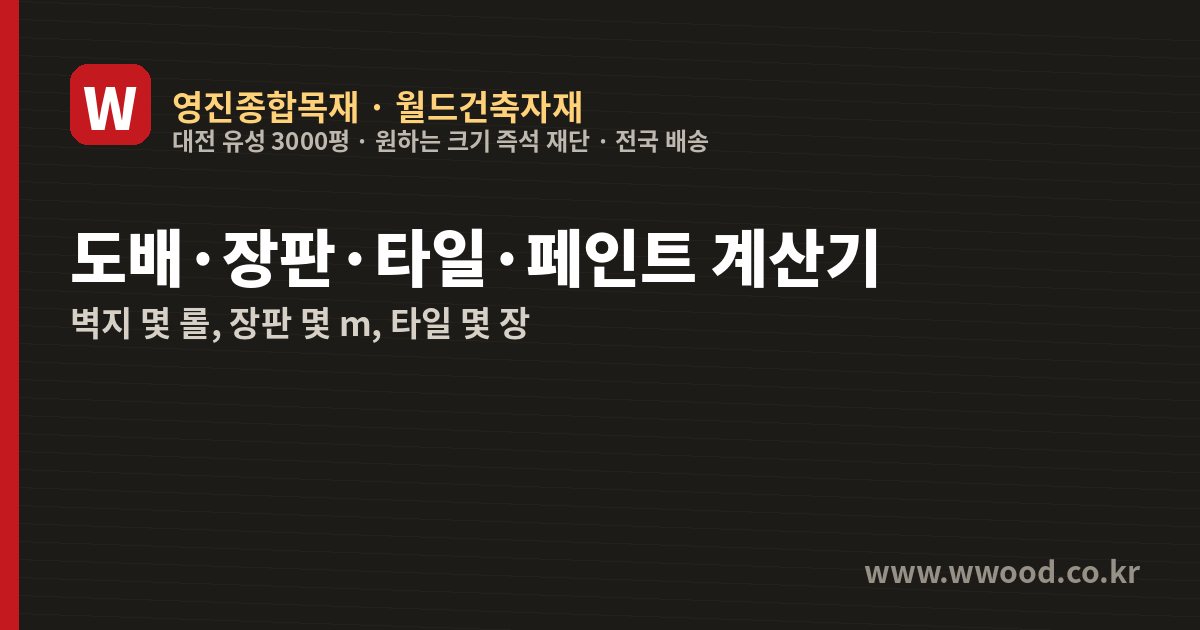 W
영진종합목재 · 월드건축자재
대전 유성 3000평 · 원하는 크기 즉석 재단 · 전국 배송
도배·장판·타일·페인트 계산기
벽지 몇 롤, 장판 몇 m, 타일 몇 장
www.wwood.co.kr